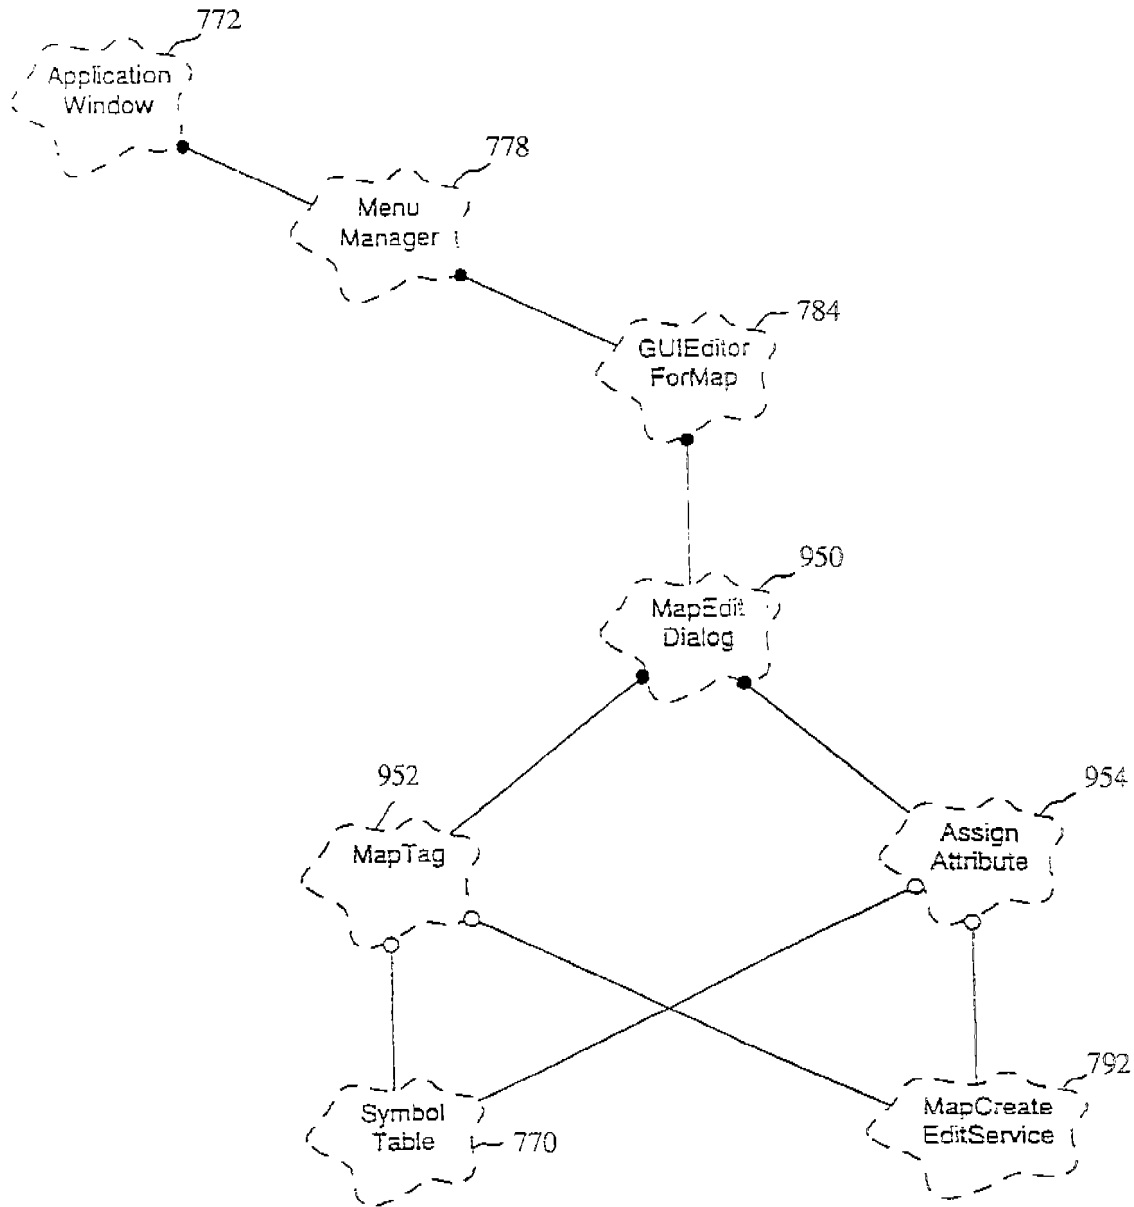 772
Application
Window
778
Menu
Manager
784
GUIEditor
ForMap
950
MapEdit
Dialog
952
MapTag
954
Assign
Attribute
Symbol
Table
770
792
MapCreate
EditService